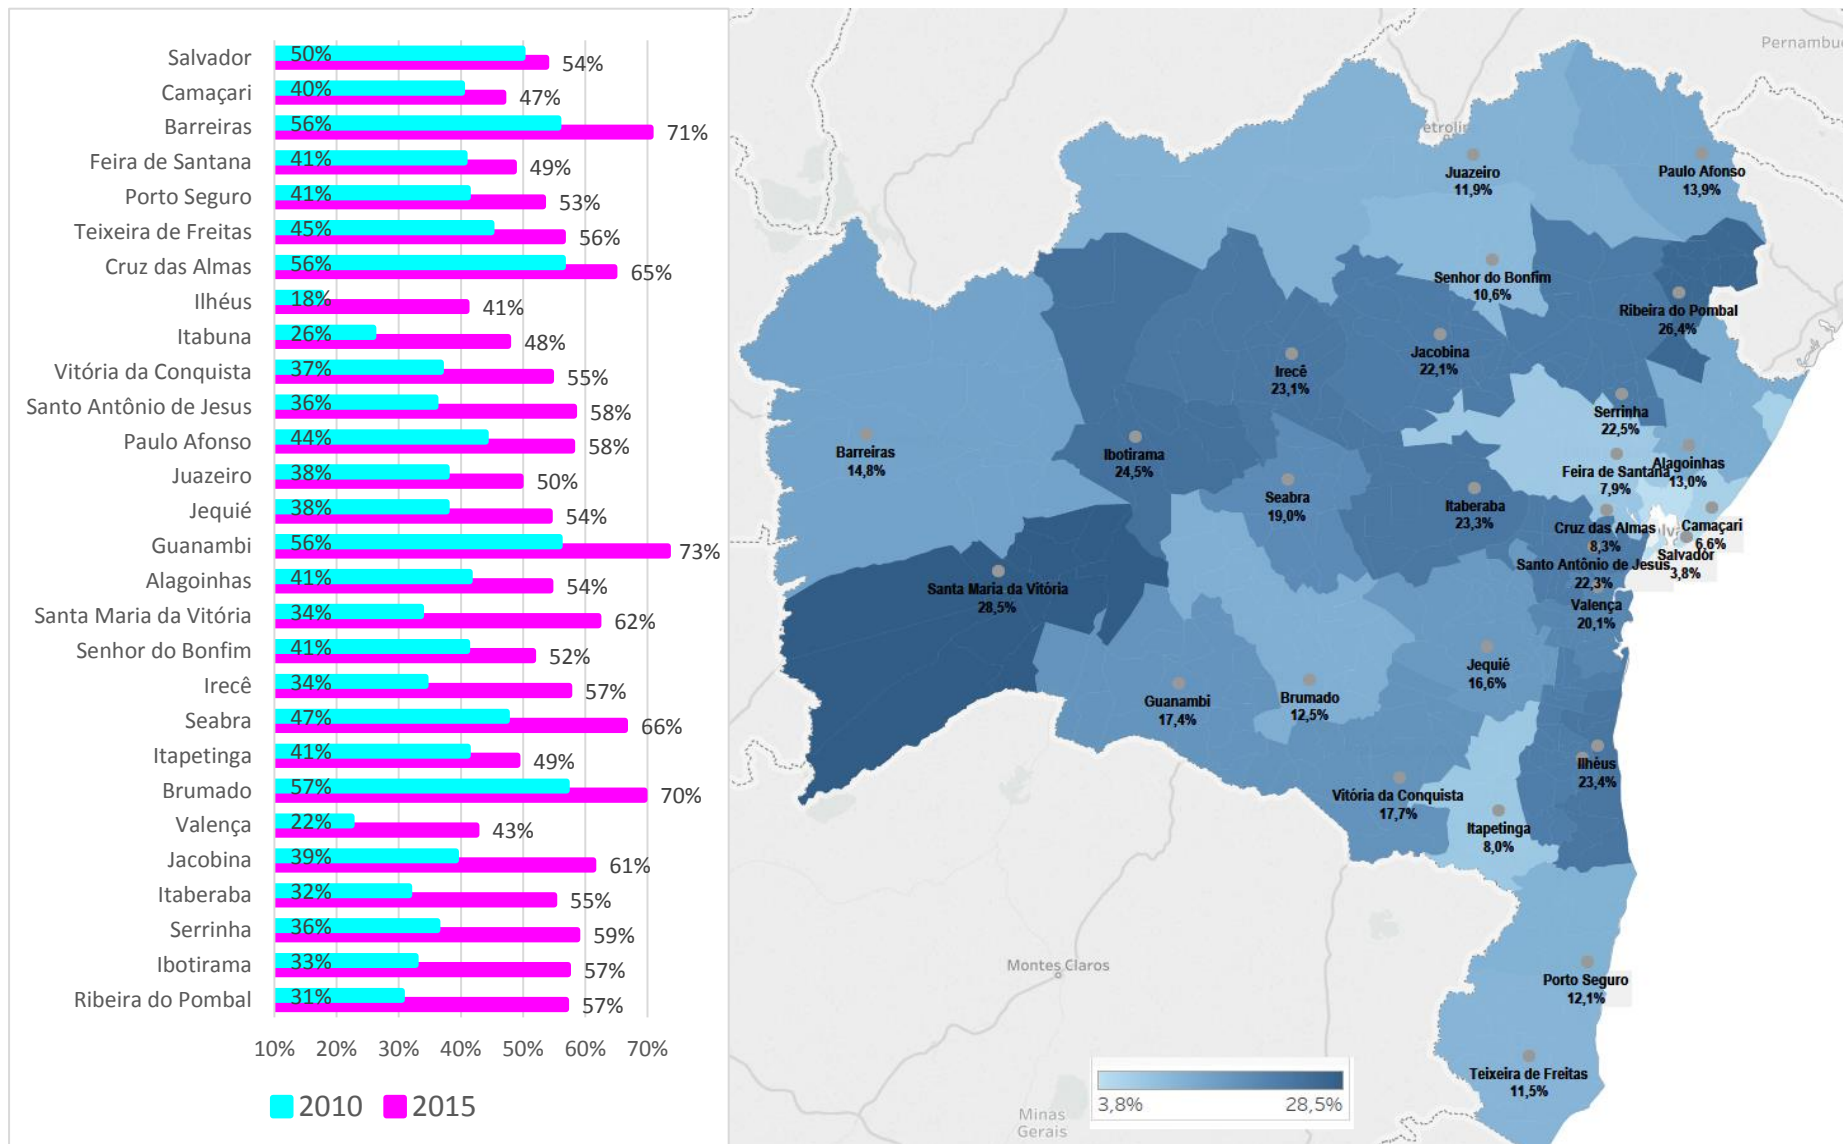 Salvador 50% 54%
Camaçari 40% 47%
Barreiras 56% 71%
Feira de Santana 41% 49%
Porto Seguro 41% 53%
Teixeira de Freitas 45% 56%
Cruz das Almas 56% 65%
Ilhéus 18% 41%
Itabuna 26% 48%
Vitória da Conquista 37% 55%
Santo Antônio de Jesus 36% 58%
Paulo Afonso 44% 58%
Juazeiro 38% 50%
Jequié 38% 54%
Guanambi 56% 73%
Alagoinhas 41% 54%
Santa Maria da Vitória 34% 62%
Senhor do Bonfim 41% 52%
Irecê 34% 57%
Seabra 47% 66%
Itapetinga 41% 49%
Brumado 57% 70%
Valença 22% 43%
Jacobina 39% 61%
Itaberaba 32% 55%
Serrinha 36% 59%
Ibotirama 33% 57%
Ribeira do Pombal 31% 57%
10% 20% 30% 40% 50% 60% 70%
2010 2015
Pernambuc
etrolin
Juazeiro
11,9%
Paulo Afonso
13,9%
Senhor do Bonfim
10,6%
Ribeira do Pombal
26,4%
Jacobina
22,1%
Irecê
23,1%
Serrinha
22,5%
Barreiras
14,8%
Ibotirama
24,5%
Feira de Santana
7,9%
Alagoinhas
13,0%
Seabra
19,0%
Itaberaba
23,3%
Cruz das Almas
8,3%
Camaçari
6,6%
Salvador
3,8%
Santo Antônio de Jesus
22,3%
Santa Maria da Vitória
28,5%
Valença
20,1%
Jequié
16,6%
Guanambi
17,4%
Brumado
12,5%
Ilhéus
23,4%
Vitória da Conquista
17,7%
Itapetinga
8,0%
Montes Claros
Porto Seguro
12,1%
Teixeira de Freitas
11,5%
3,8% 28,5%
Minas
Gerais